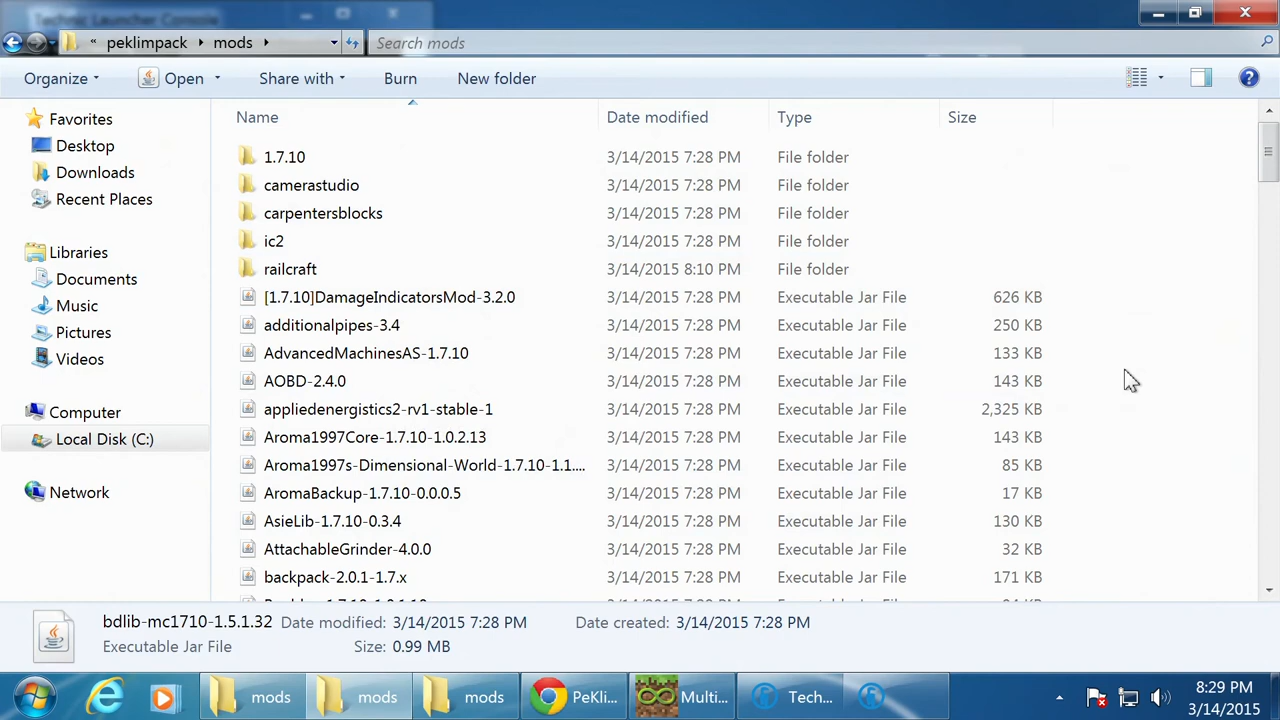 Technic Launcher Console
« peklimpack mods
Search mods
Organize Open Share with Burn New folder
Name Date modified Type Size
Favorites
Desktop
Downloads
Recent Places
Libraries
Documents
Music
Pictures
Videos
Computer
Local Disk (C:)
Network
1.7.10 3/14/2015 7:28 PM File folder
camerastudio 3/14/2015 7:28 PM File folder
carpentersblocks 3/14/2015 7:28 PM File folder
ic2 3/14/2015 7:28 PM File folder
railcraft 3/14/2015 8:10 PM File folder
[1.7.10]DamageIndicatorsMod-3.2.0 3/14/2015 7:28 PM Executable Jar File 626 KB
additionalpipes-3.4 3/14/2015 7:28 PM Executable Jar File 250 KB
AdvancedMachinesAS-1.7.10 3/14/2015 7:28 PM Executable Jar File 133 KB
AOBD-2.4.0 3/14/2015 7:28 PM Executable Jar File 143 KB
appliedenergistics2-rv1-stable-1 3/14/2015 7:28 PM Executable Jar File 2,325 KB
Aroma1997Core-1.7.10-1.0.2.13 3/14/2015 7:28 PM Executable Jar File 143 KB
Aroma1997s-Dimensional-World-1.7.10-1.1.... 3/14/2015 7:28 PM Executable Jar File 85 KB
AromaBackup-1.7.10-0.0.0.5 3/14/2015 7:28 PM Executable Jar File 17 KB
AsieLib-1.7.10-0.3.4 3/14/2015 7:28 PM Executable Jar File 130 KB
AttachableGrinder-4.0.0 3/14/2015 7:28 PM Executable Jar File 32 KB
backpack-2.0.1-1.7.x 3/14/2015 7:28 PM Executable Jar File 171 KB
bdlib-mc1710-1.5.1.32 Date modified: 3/14/2015 7:28 PM Date created: 3/14/2015 7:28 PM
Executable Jar File Size: 0.99 MB
mods mods mods PeKli... Multi... Tech...
8:29 PM
3/14/2015